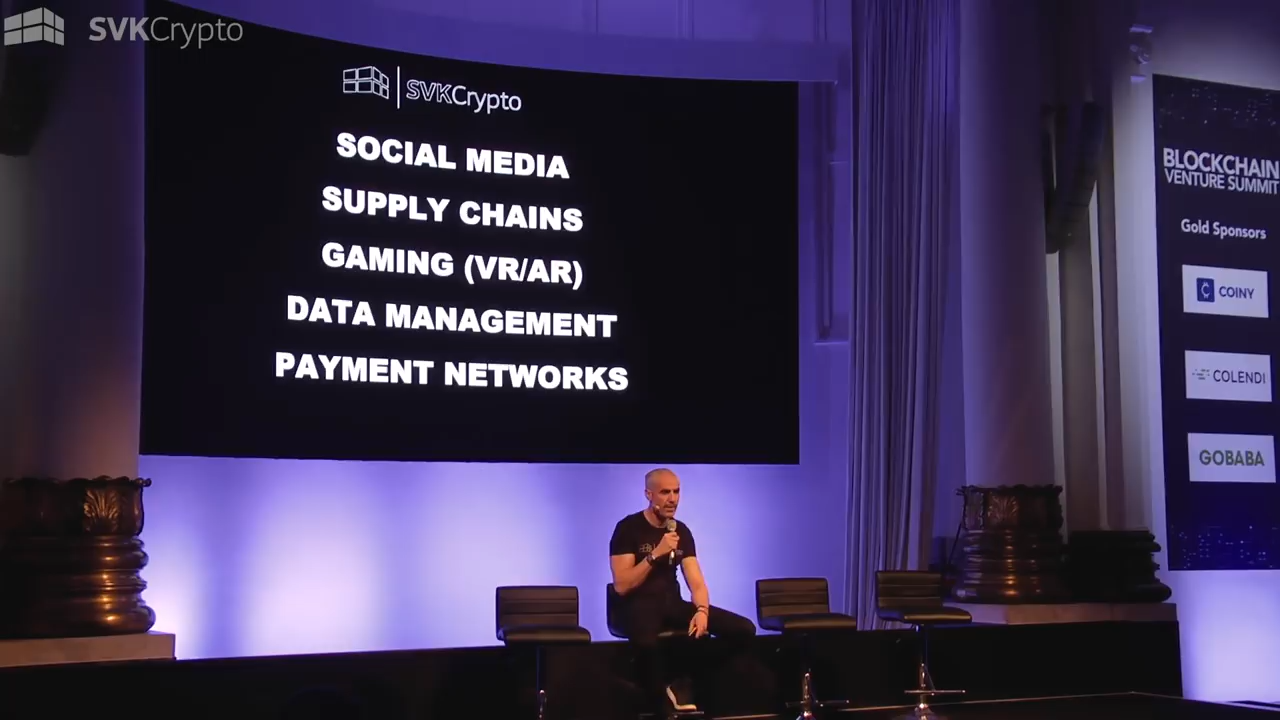 SVKCrypto
SVKCrypto
SOCIAL MEDIA
SUPPLY CHAINS
GAMING (VR/AR)
DATA MANAGEMENT
PAYMENT NETWORKS
BLOCKCHAIN
VENTURE SUMMIT
Gold Sponsors
COINY
COLENDI
GOBABA